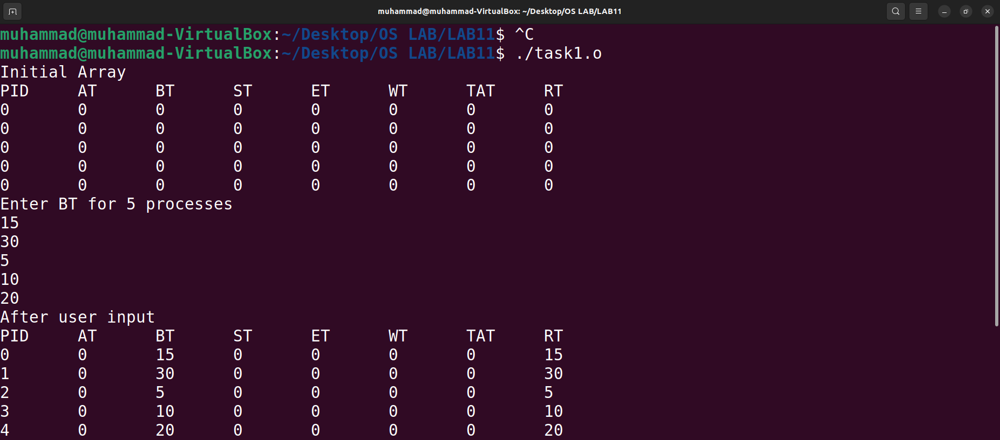 muhammad@muhammad-VirtualBox: ~/Desktop/OS LAB/LAB11
muhammad@muhammad-VirtualBox:~/Desktop/OS LAB/LAB11$ ^C
muhammad@muhammad-VirtualBox:~/Desktop/OS LAB/LAB11$ ./task1.o
Initial Array
PID AT BT ST ET WT TAT RT
0 0 0 0 0 0 0 0
0 0 0 0 0 0 0 0
0 0 0 0 0 0 0 0
0 0 0 0 0 0 0 0
0 0 0 0 0 0 0 0
Enter BT for 5 processes
15
30
5
10
20
After user input
PID AT BT ST ET WT TAT RT
0 0 15 0 0 0 0 15
1 0 30 0 0 0 0 30
2 0 5 0 0 0 0 5
3 0 10 0 0 0 0 10
4 0 20 0 0 0 0 20